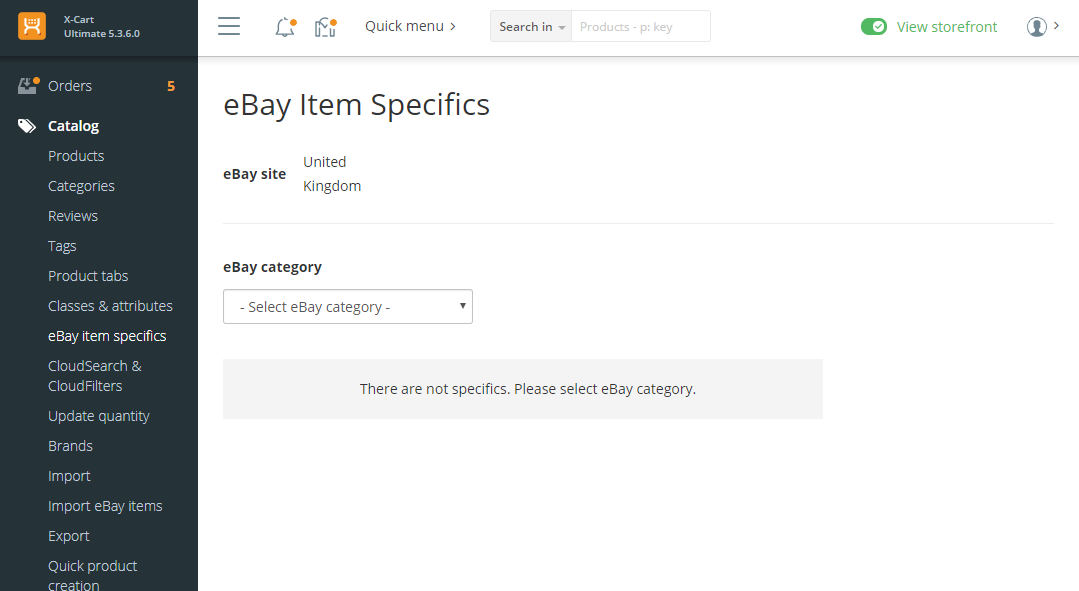 X-Cart
Ultimate 5.3.6.0
Quick menu
Search in
Products - p: key
View storefront
Orders
5
Catalog
Products
Categories
Reviews
Tags
Product tabs
Classes & attributes
eBay item specifics
CloudSearch &
CloudFilters
Update quantity
Brands
Import
Import eBay items
Export
Quick product
creation
eBay Item Specifics
eBay site
United
Kingdom
eBay category
- Select eBay category -
There are not specifics. Please select eBay category.